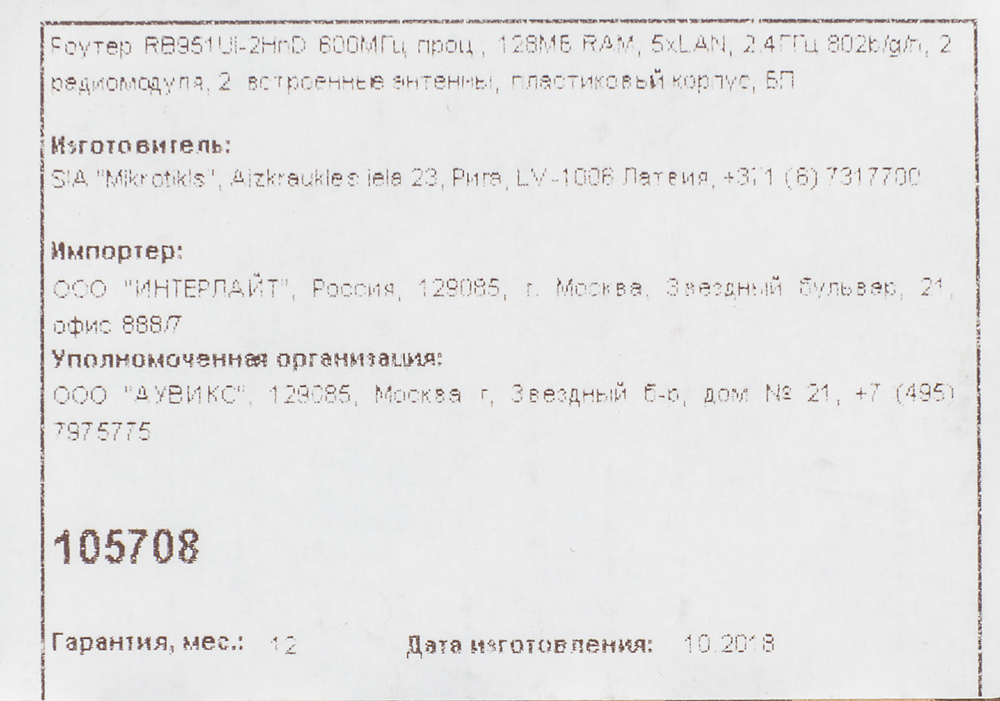 Роутер RB951Ui-2HnD 600МГц проц., 128МБ RAM, 5xLAN, 2.4ГГц 802b/g/n, 2
радиомодуля, 2 встроенные антенны, пластиковый корпус, БП
Изготовитель:
SIA "Mikrotikls", Aizkraukles iela 23, Рига, LV-1006 Латвия, +371 (6) 7317700
Импортер:
ООО "ИНТЕРЛАЙТ", Россия, 129085, г. Москва, Звездный бульвар, 21,
офис 888/7
Уполномоченная организация:
ООО "АУВИКС", 129085, Москва г, Звездный б-р, дом № 21, +7 (495)
7975775
105708
Гарантия, мес.: 12 Дата изготовления: 10.2018